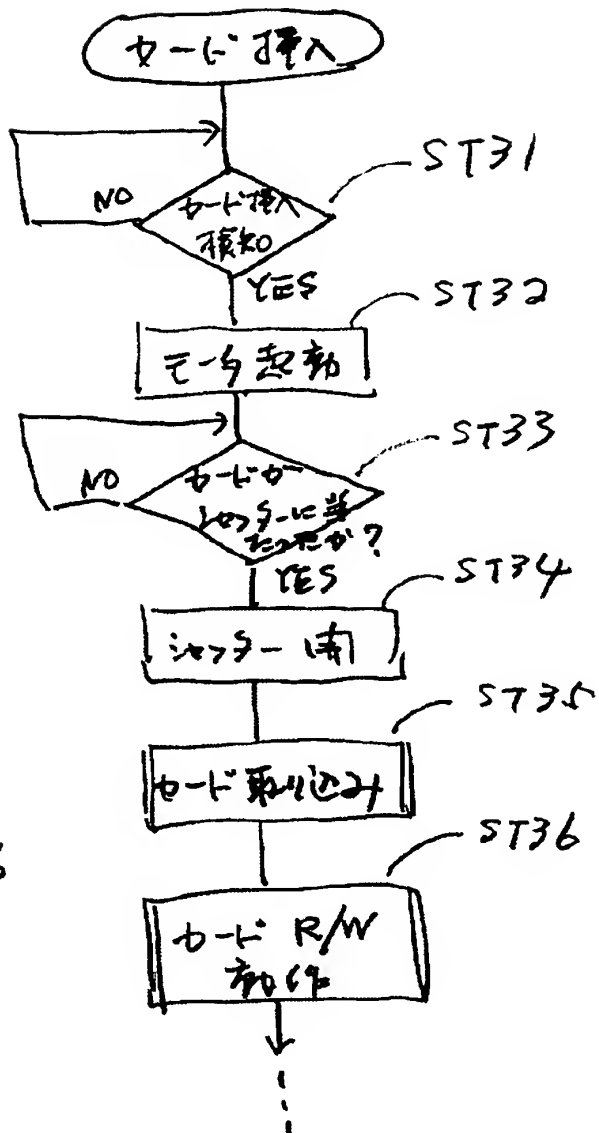 カード挿入
ST31
NO
カード挿入
検知
YES
ST32
モータ起動
ST33
NO
カードが
シャッターに当
たったか？
YES
ST34
シャッター開
ST35
カード取り込み
ST36
カード R/W
動作